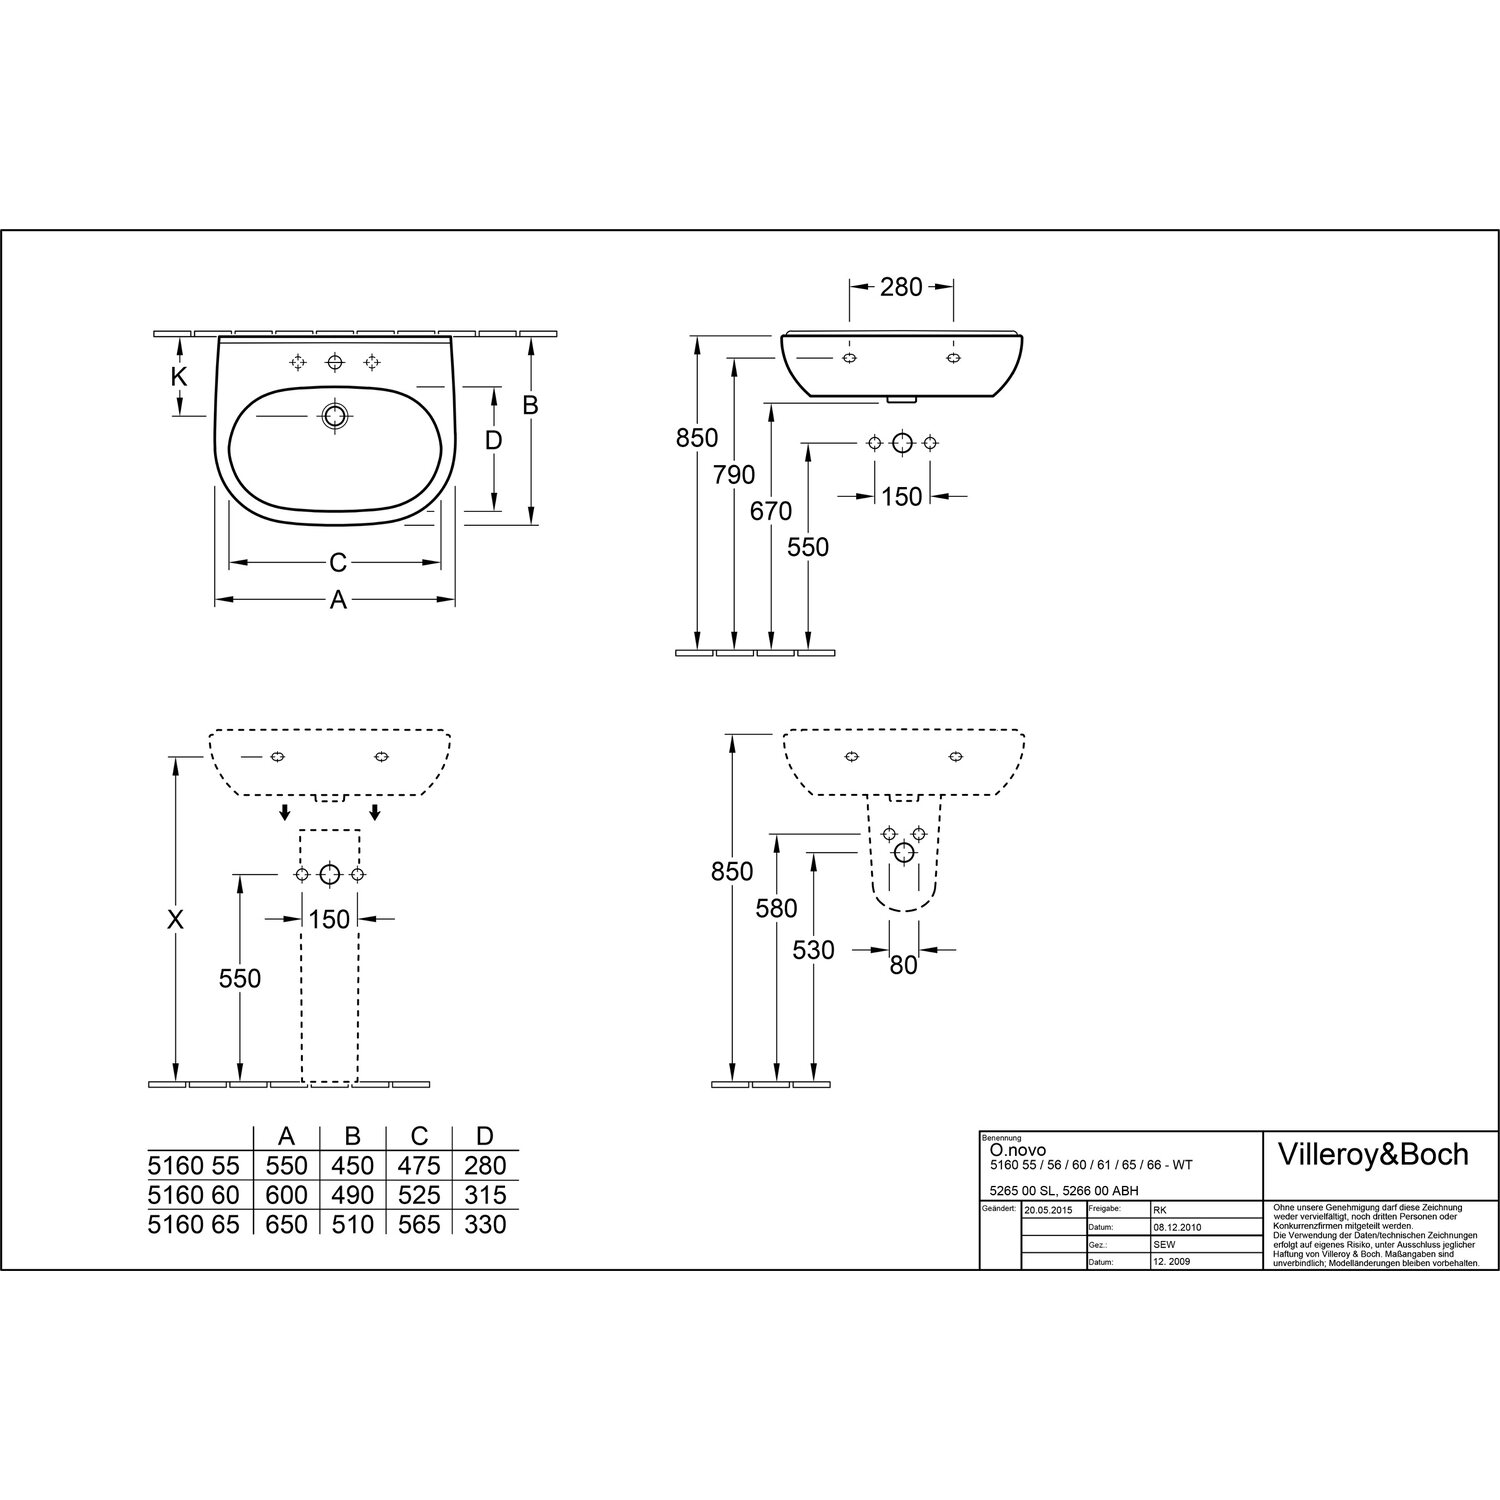 280
K
B
D
C
A
850
790
670
550
150
X
150
550
850
580
530
80
A B C D
5160 55 550 450 475 280
5160 60 600 490 525 315
5160 65 650 510 565 330
Benennung
O.novo
5160 55 / 56 / 60 / 61 / 65 / 66 - WT
5265 00 SL, 5266 00 ABH
Villeroy&Boch
Geändert: 20.05.2015 Freigabe: RK
Datum: 08.12.2010
Gez.: SEW
Datum: 12. 2009
Ohne unsere Genehmigung darf diese Zeichnung
weder vervielfältigt, noch dritten Personen oder
Konkurrenzfirmen mitgeteilt werden.
Die Verwendung der Daten/technischen Zeichnungen
erfolgt auf eigenes Risiko, unter Ausschluss jeglicher
Haftung von Villeroy & Boch. Maßangaben sind
unverbindlich; Modelländerungen bleiben vorbehalten.